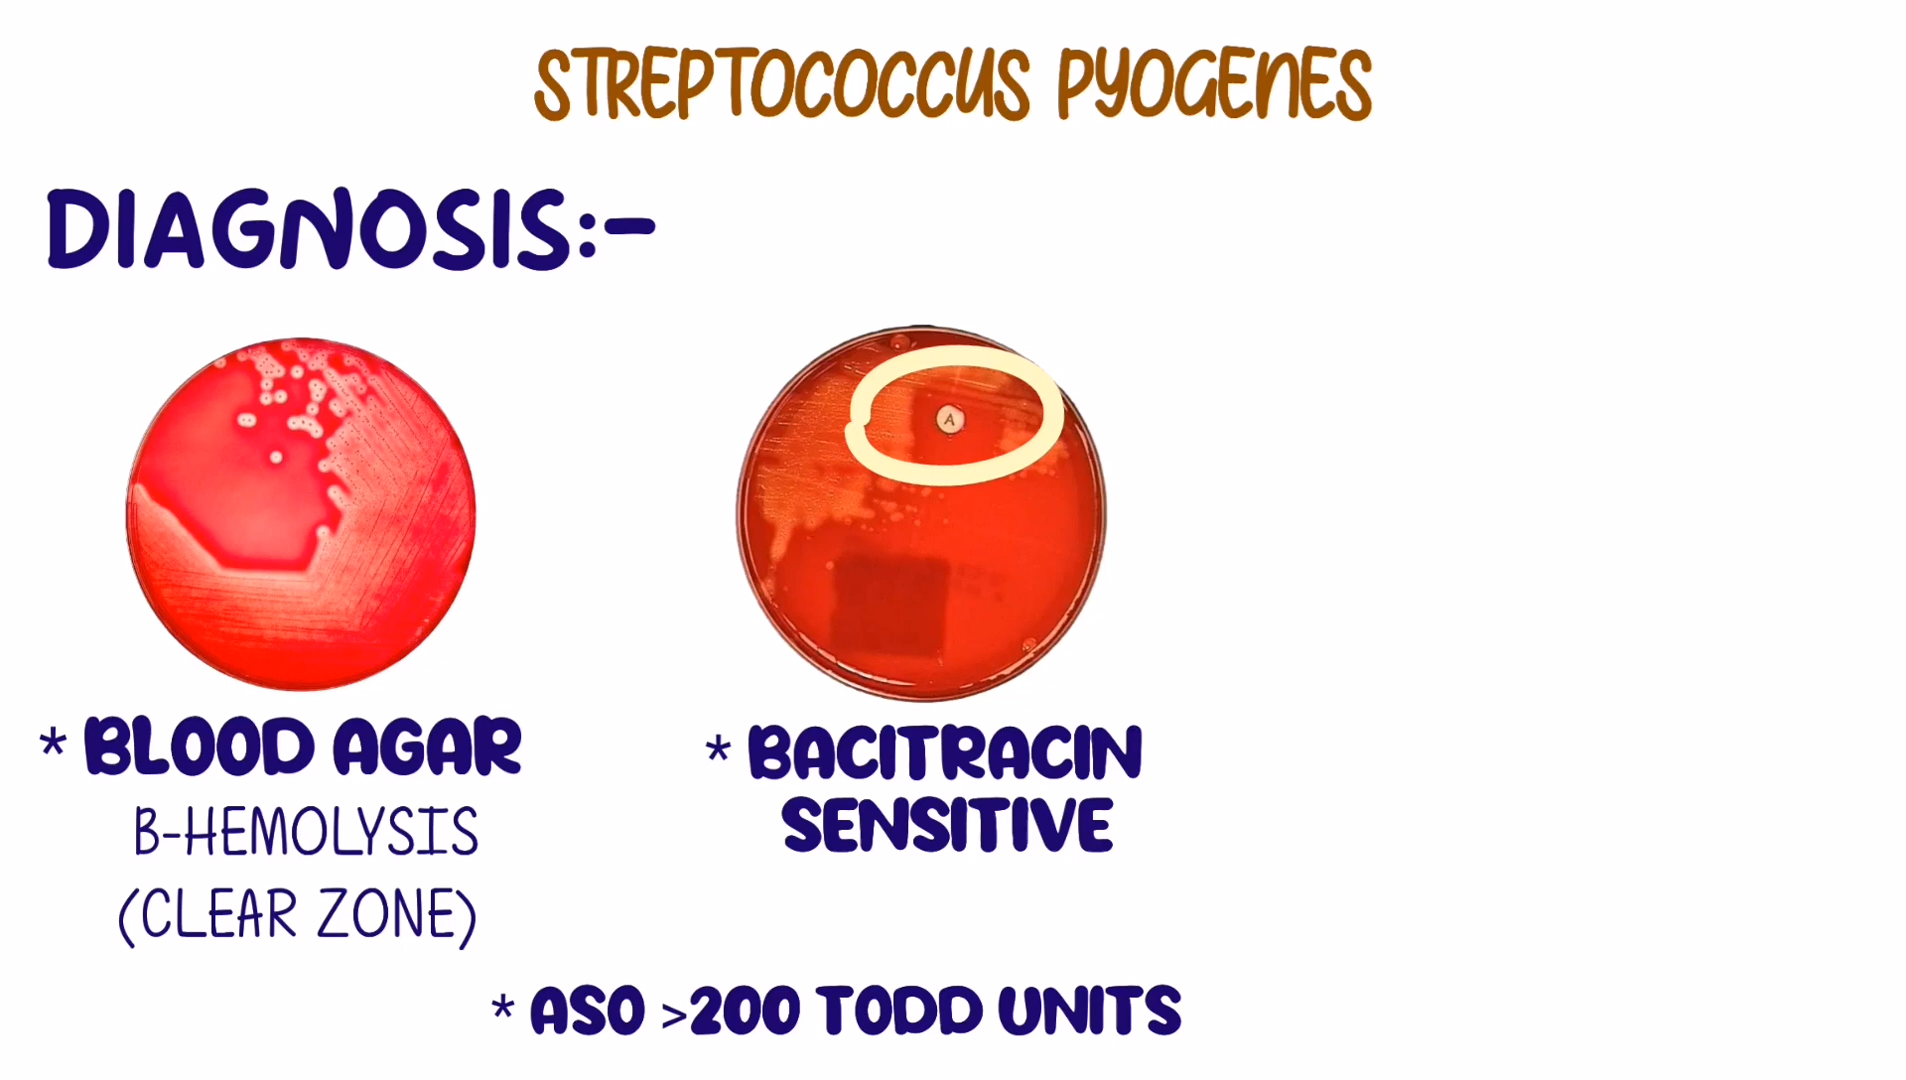 STREPTOCOCCUS PYOGENES
DIAGNOSIS:-
A
* BLOOD AGAR
B-HEMOLYSIS
(CLEAR ZONE)
* BACITRACIN
SENSITIVE
* ASO >200 TODD UNITS